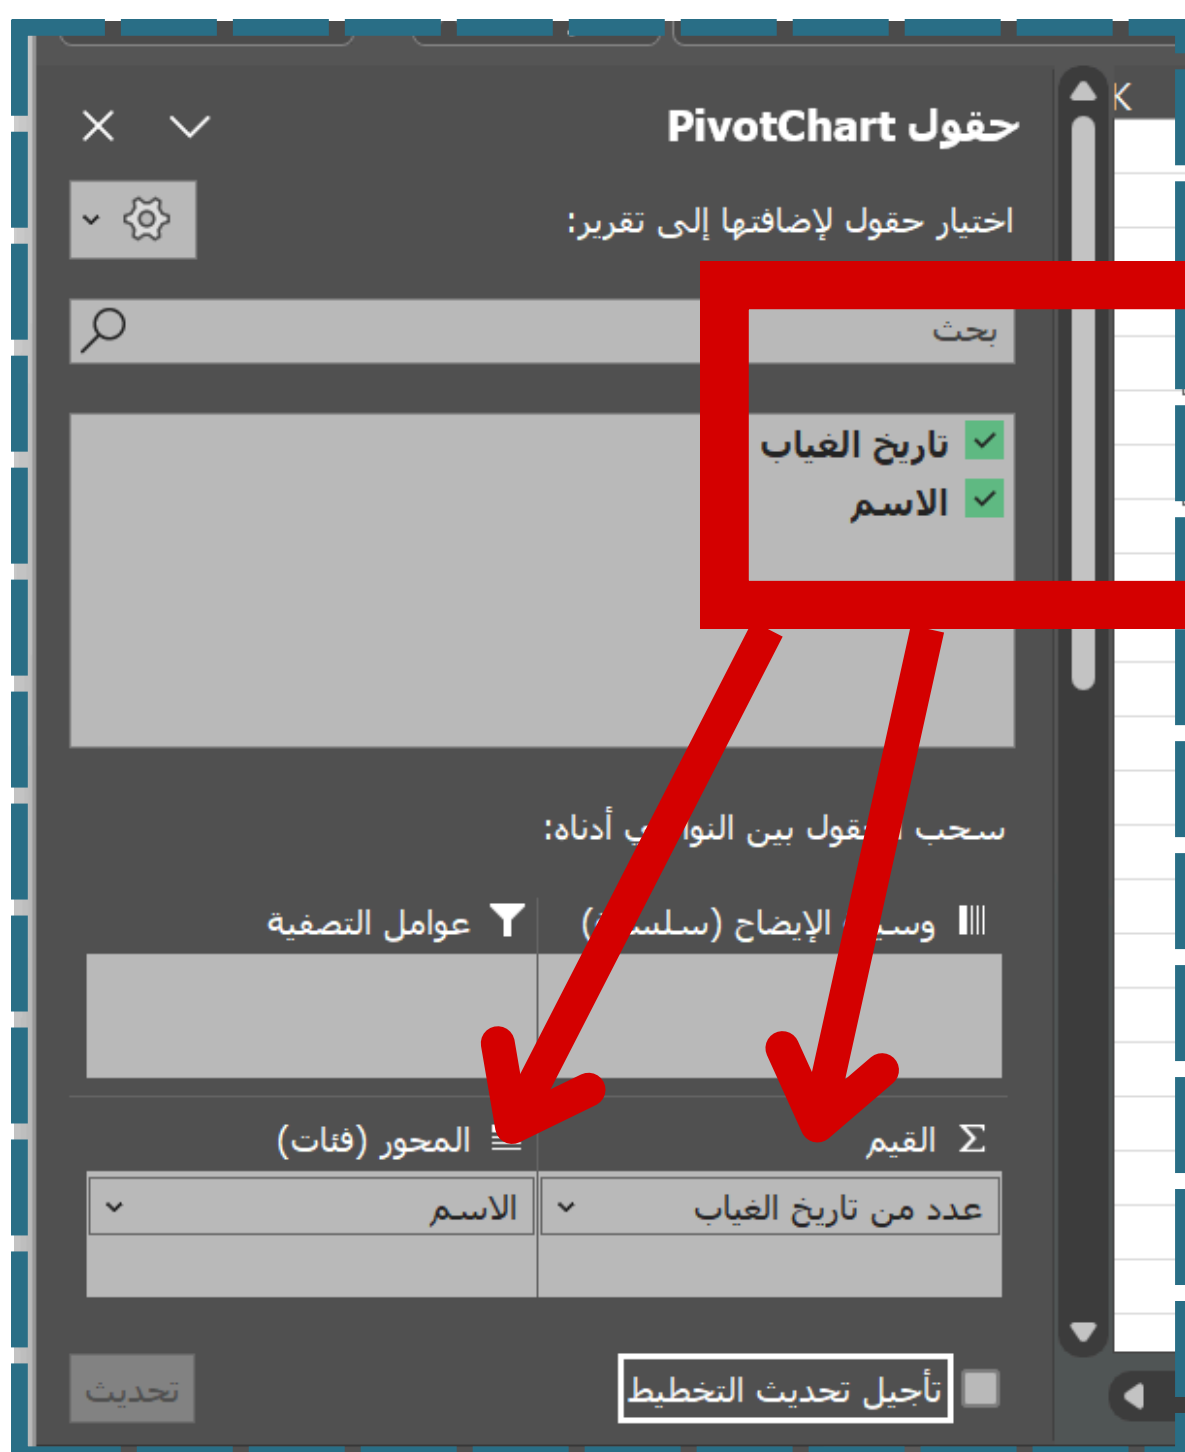 K
حقول PivotChart
اختيار حقول لإضافتها إلى تقرير:
بحث
تاريخ الغياب
الاسم
سحب بين أدناه:
الإيضاح
عوامل التصفية
Σ القيم
المحور (فئات)
عدد من تاريخ الغياب
الاسم
تأجيل تحديث التخطيط
تحديث